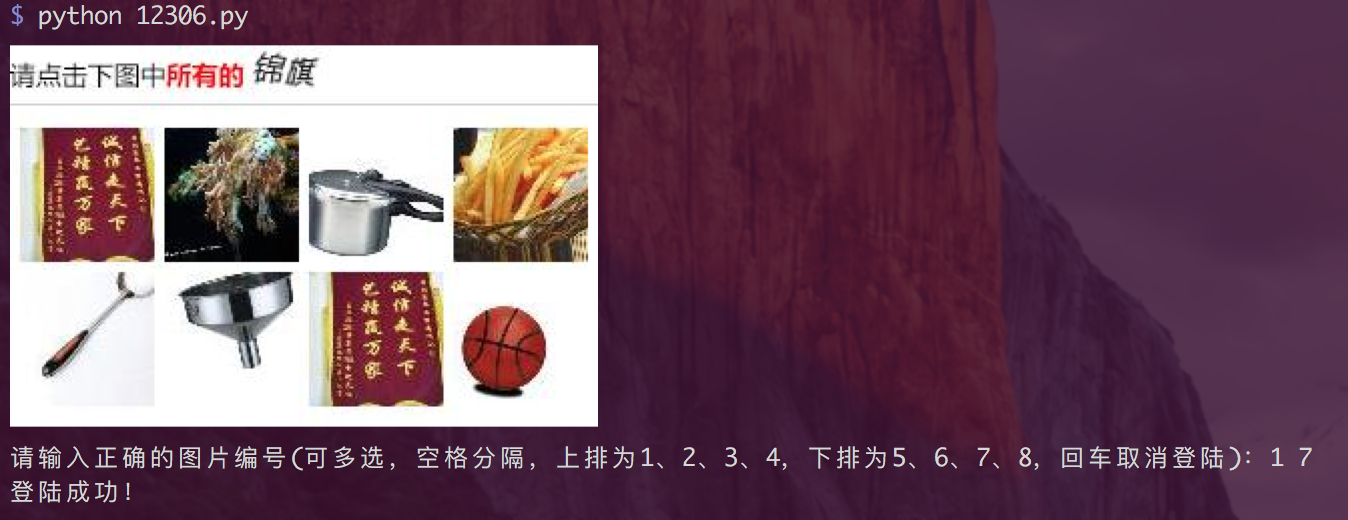 $ python 12306.py
请点击下图中所有的 锦旗
诚信走天下
艺精覆万家
诚信走天下
艺精覆万家
请输入正确的图片编号(可多选, 空格分隔, 上排为1、2、3、4, 下排为5、6、7、8, 回车取消登陆): 1 7
登陆成功!